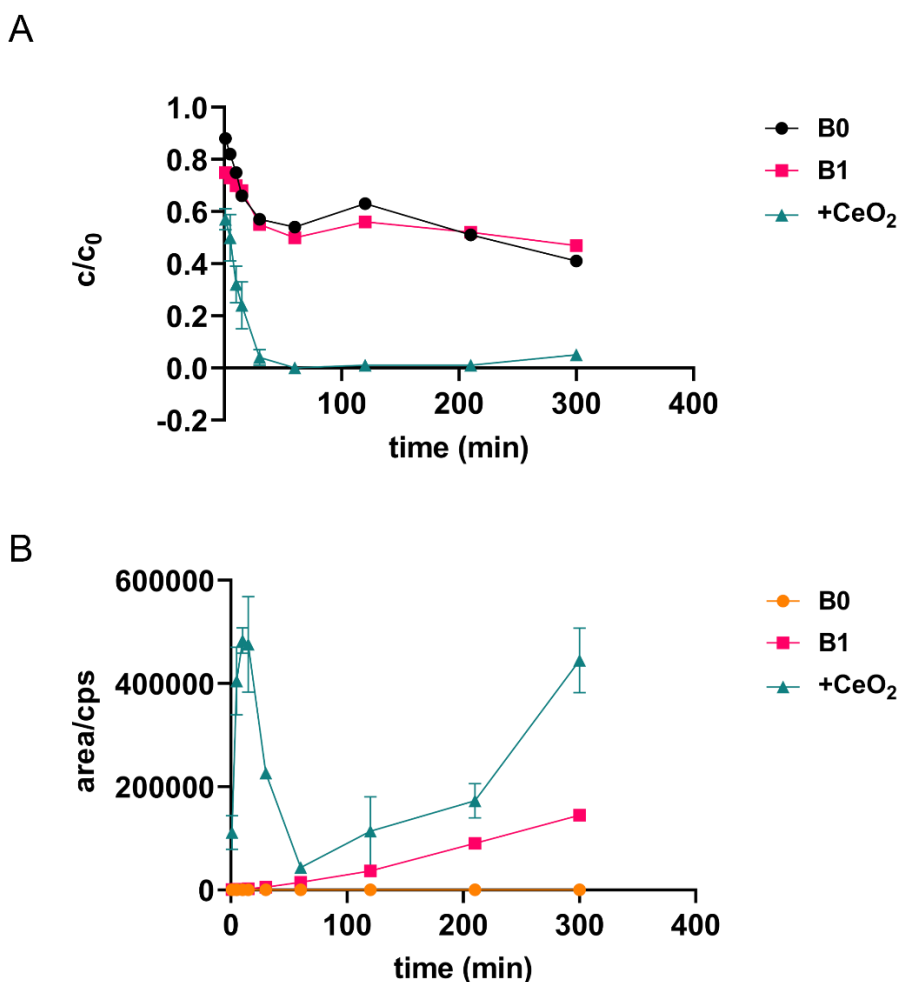 A
1.0
0.8
0.6
0.4
0.2
0.0
-0.2
c/c₀
100 200 300 400
time (min)
B0
B1
+CeO₂
B
600000
400000
200000
0
area/cps
0 100 200 300 400
time (min)
B0
B1
+CeO₂